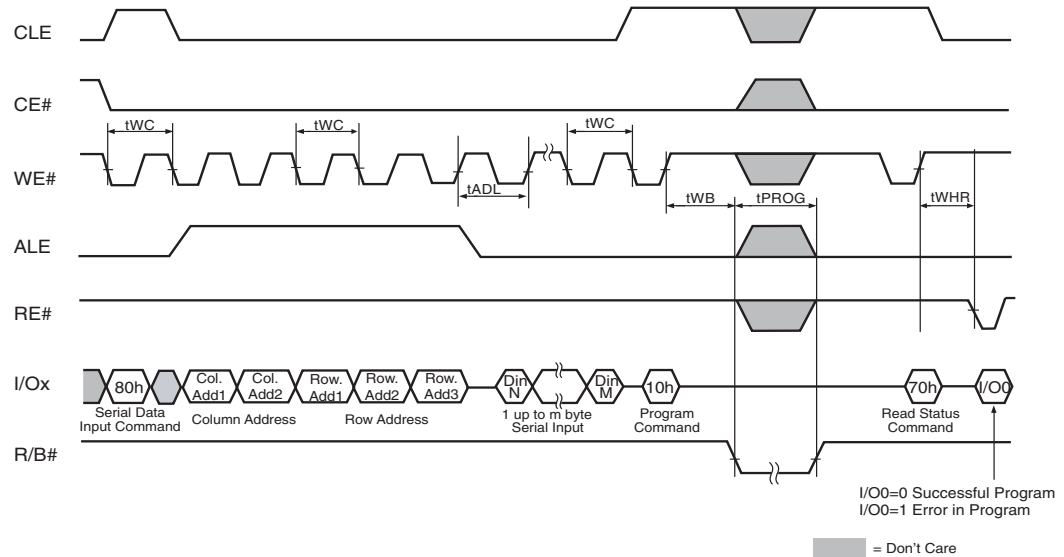 CLE
CE#
tWC
tWC
tWC
WE#
tADL
tWB
tPROG
tWHR
ALE
RE#
I/Ox
80h
Col.
Add1
Col.
Add2
Row.
Add1
Row.
Add2
Row.
Add3
Din
N
Din
M
10h
70h
I/O0
Serial Data
Input Command
Column Address
Row Address
1 up to m byte
Serial Input
Program
Command
Read Status
Command
R/B#
I/O0=0 Successful Program
I/O0=1 Error in Program
= Don't Care